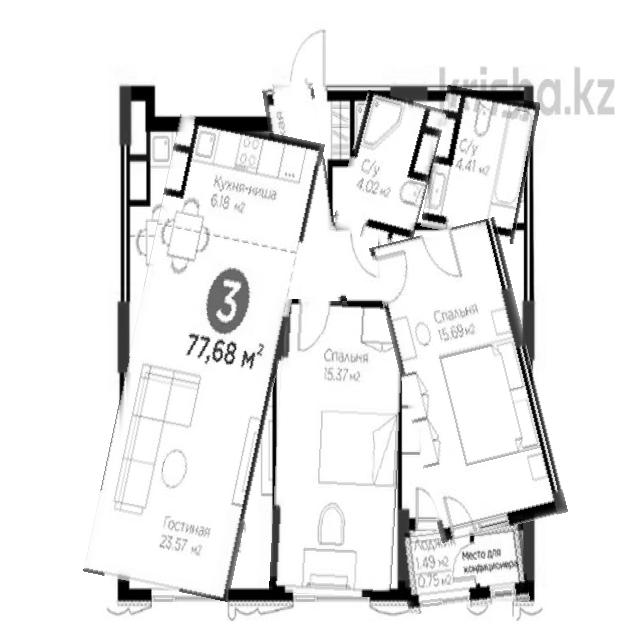 krisha.kz
С/у
4.41 м2
С/у
4.02 м2
Кухня-ниша
6.18 м2
3
77,68 м²
Спальня
15.69 м2
Спальня
15.37 м2
Гостиная
23.57 м2
Лоджия
1.49 м2
0.75 м2
Место для
кондиционера